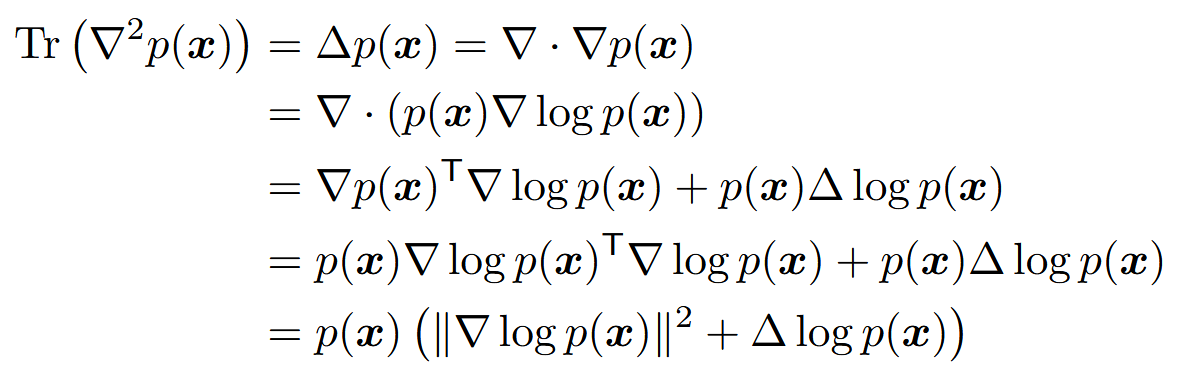 Tr (∇²p(𝒙)) = Δp(𝒙) = ∇ · ∇p(𝒙)
= ∇ · (p(𝒙)∇ log p(𝒙))
= ∇p(𝒙)ᵀ∇ log p(𝒙) + p(𝒙)Δ log p(𝒙)
= p(𝒙)∇ log p(𝒙)ᵀ∇ log p(𝒙) + p(𝒙)Δ log p(𝒙)
= p(𝒙) (‖∇ log p(𝒙)‖² + Δ log p(𝒙))